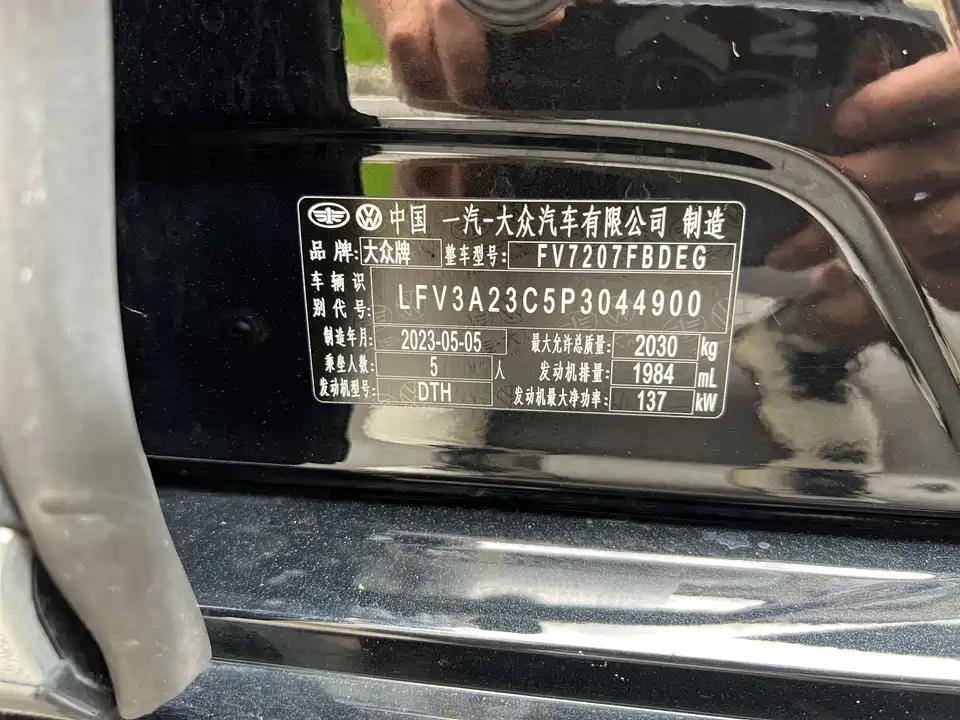 中国 一汽-大众汽车有限公司 制造
品牌: 大众牌 整车型号: FV7207FBDEG
车辆识别代号: LFV3A23C5P3044900
制造年月: 2023-05-05 最大允许总质量: 2030 kg
乘坐人数: 5 人 发动机排量: 1984 mL
发动机型号: DTH 发动机最大净功率: 137 kW